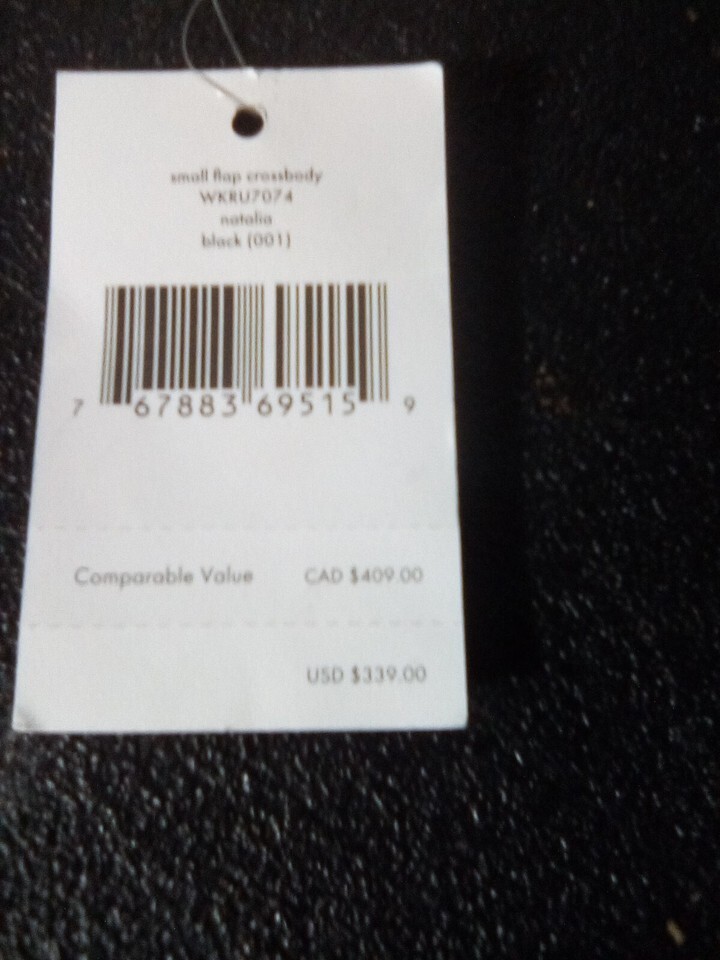 small flap crossbody
WKRU7074
natalia
black (001)
7 67883 69515 9
Comparable Value CAD $409.00
USD $339.00